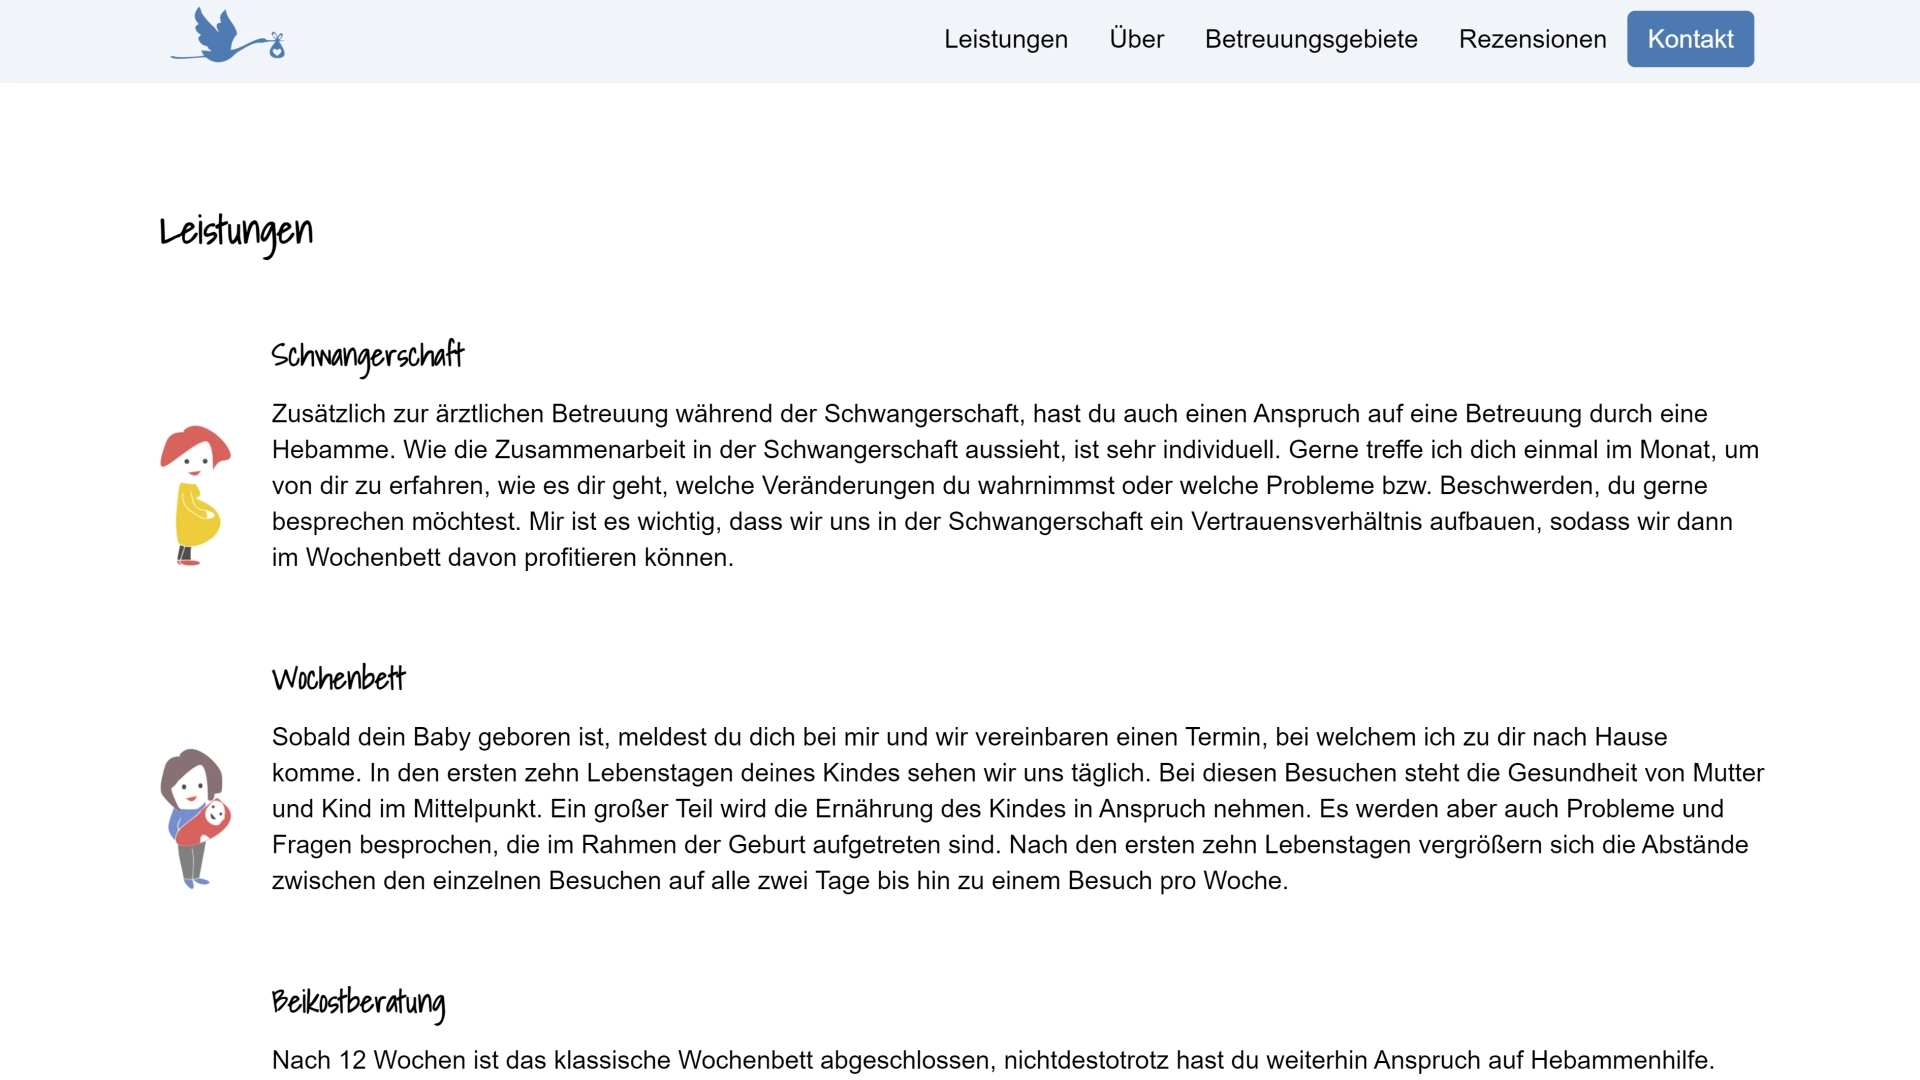 Leistungen Über Betreuungsgebiete Rezensionen Kontakt
Leistungen
Schwangerschaft
Zusätzlich zur ärztlichen Betreuung während der Schwangerschaft, hast du auch einen Anspruch auf eine Betreuung durch eine
Hebamme. Wie die Zusammenarbeit in der Schwangerschaft aussieht, ist sehr individuell. Gerne treffe ich dich einmal im Monat, um
von dir zu erfahren, wie es dir geht, welche Veränderungen du wahrnimmst oder welche Probleme bzw. Beschwerden, du gerne
besprechen möchtest. Mir ist es wichtig, dass wir uns in der Schwangerschaft ein Vertrauensverhältnis aufbauen, sodass wir dann
im Wochenbett davon profitieren können.
Wochenbett
Sobald dein Baby geboren ist, meldest du dich bei mir und wir vereinbaren einen Termin, bei welchem ich zu dir nach Hause
komme. In den ersten zehn Lebenstagen deines Kindes sehen wir uns täglich. Bei diesen Besuchen steht die Gesundheit von Mutter
und Kind im Mittelpunkt. Ein großer Teil wird die Ernährung des Kindes in Anspruch nehmen. Es werden aber auch Probleme und
Fragen besprochen, die im Rahmen der Geburt aufgetreten sind. Nach den ersten zehn Lebenstagen vergrößern sich die Abstände
zwischen den einzelnen Besuchen auf alle zwei Tage bis hin zu einem Besuch pro Woche.
Beikostberatung
Nach 12 Wochen ist das klassische Wochenbett abgeschlossen, nichtdestotrotz hast du weiterhin Anspruch auf Hebammenhilfe.